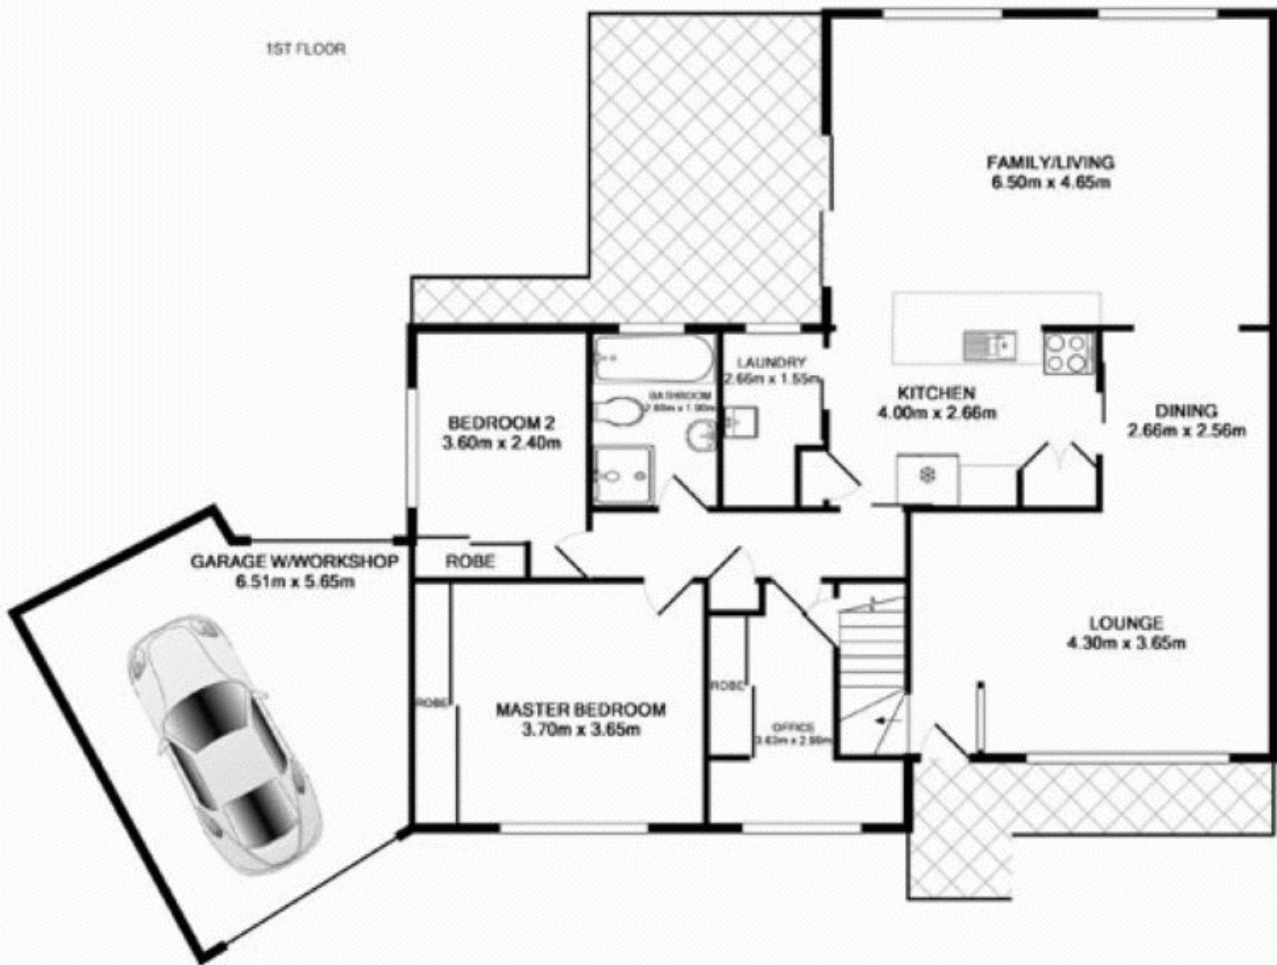 1ST FLOOR
FAMILY/LIVING
6.50m x 4.65m
LAUNDRY
2.66m x 1.55m
BATHROOM
KITCHEN
4.00m x 2.66m
DINING
2.66m x 2.56m
BEDROOM 2
3.60m x 2.40m
ROBE
GARAGE W/WORKSHOP
6.51m x 5.65m
LOUNGE
4.30m x 3.65m
ROBE
MASTER BEDROOM
3.70m x 3.65m
ROBE
OFFICE